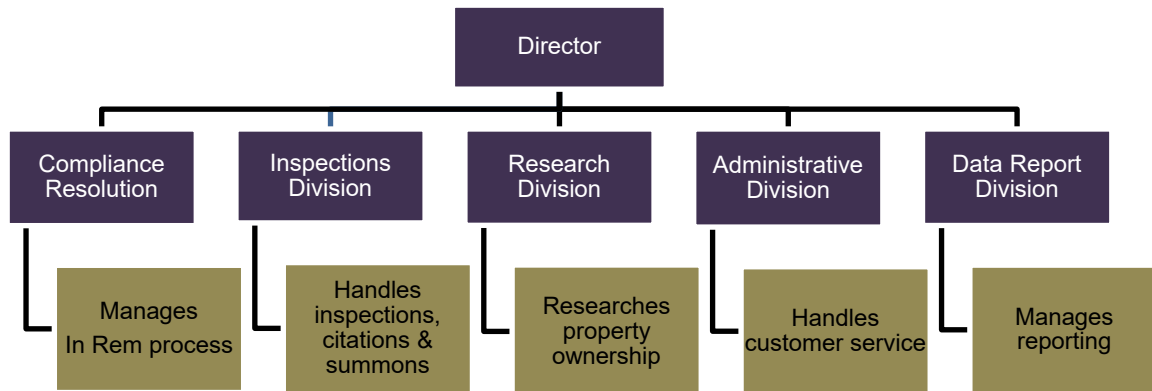 Director
Compliance
Resolution
Inspections
Division
Research
Division
Administrative
Division
Data Report
Division
Manages
In Rem process
Handles
inspections,
citations &
summons
Researches
property
ownership
Handles
customer service
Manages
reporting